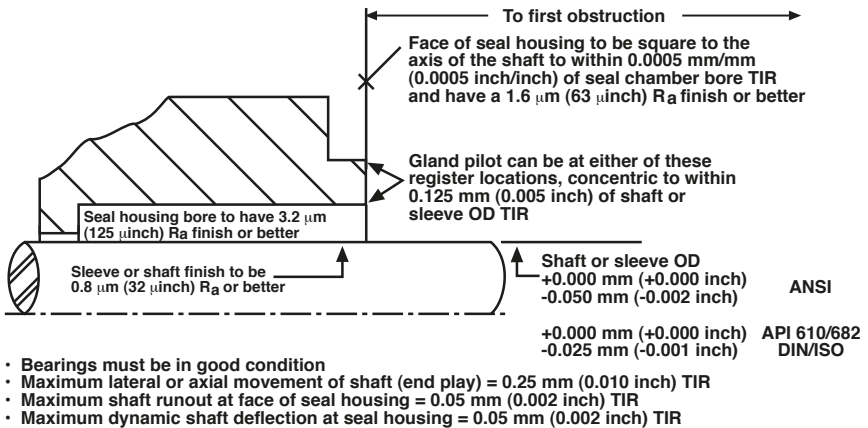 To first obstruction
Face of seal housing to be square to the
axis of the shaft to within 0.0005 mm/mm
(0.0005 inch/inch) of seal chamber bore TIR
and have a 1.6 μm (63 μinch) Ra finish or better
Gland pilot can be at either of these
register locations, concentric to within
0.125 mm (0.005 inch) of shaft or
sleeve OD TIR
Seal housing bore to have 3.2 μm
(125 μinch) Ra finish or better
Sleeve or shaft finish to be
0.8 μm (32 μinch) Ra or better
Shaft or sleeve OD
+0.000 mm (+0.000 inch)
-0.050 mm (-0.002 inch) ANSI
+0.000 mm (+0.000 inch) API 610/682
-0.025 mm (-0.001 inch) DIN/ISO
· Bearings must be in good condition
· Maximum lateral or axial movement of shaft (end play) = 0.25 mm (0.010 inch) TIR
· Maximum shaft runout at face of seal housing = 0.05 mm (0.002 inch) TIR
· Maximum dynamic shaft deflection at seal housing = 0.05 mm (0.002 inch) TIR